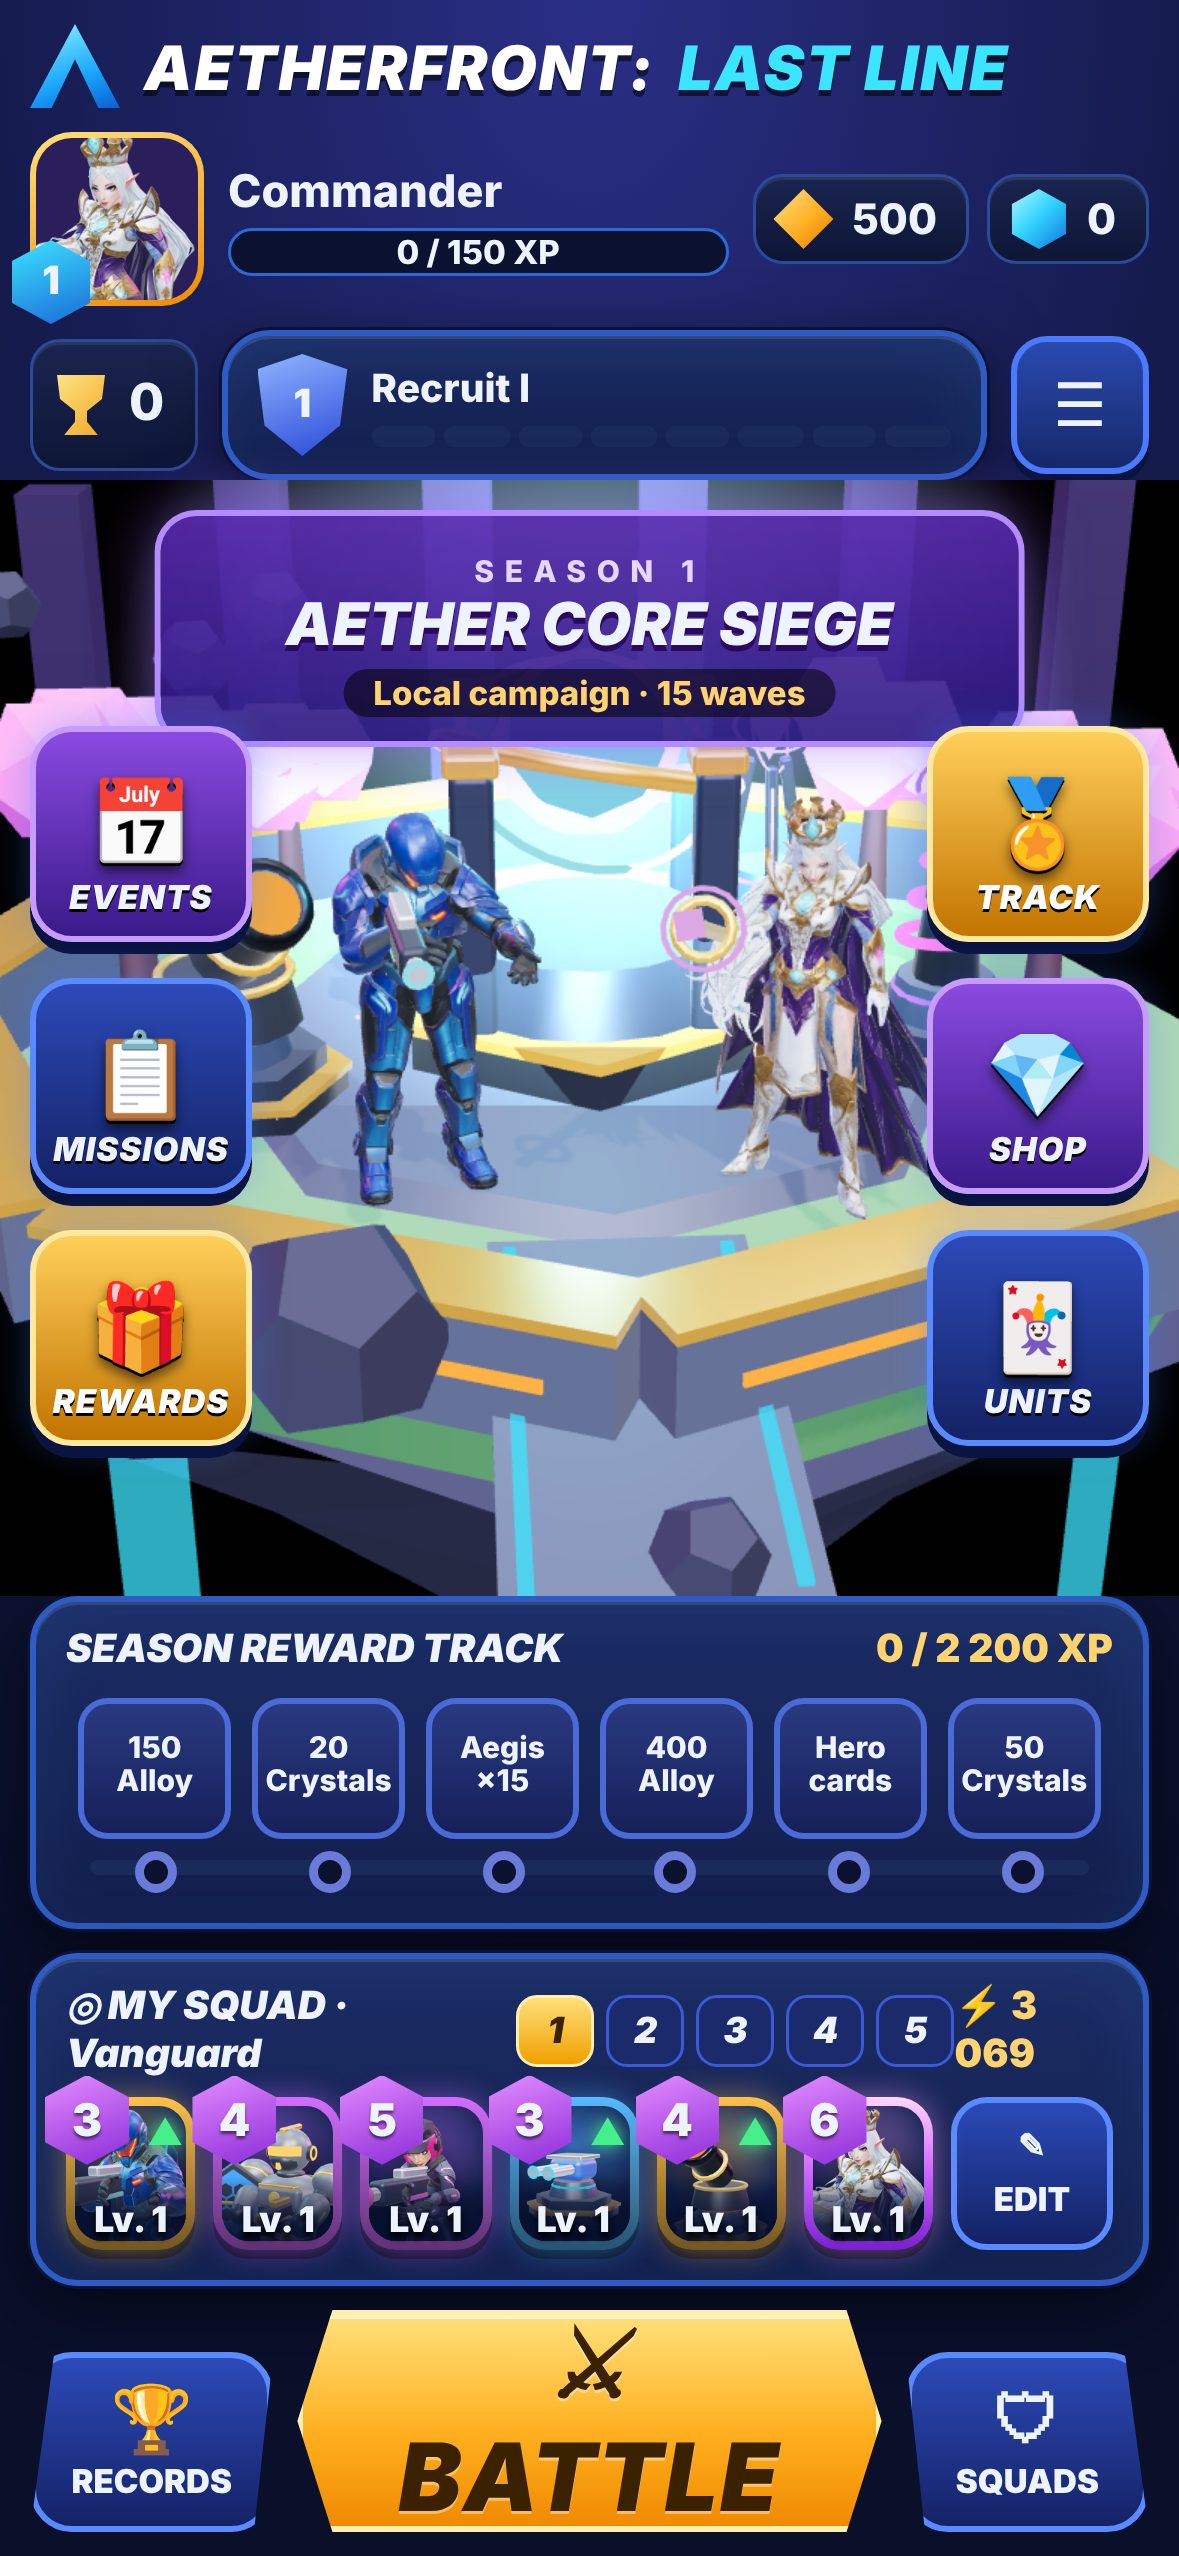 AETHERFRONT: LAST LINE
Commander
0 / 150 XP
500
0
1
0
1
Recruit I
☰
SEASON 1
AETHER CORE SIEGE
Local campaign · 15 waves
July
17
EVENTS
TRACK
MISSIONS
SHOP
REWARDS
UNITS
SEASON REWARD TRACK
0 / 2 200 XP
150
Alloy
20
Crystals
Aegis
×15
400
Alloy
Hero
cards
50
Crystals
◎ MY SQUAD ·
Vanguard
1 2 3 4 5
⚡ 3
069
3 4 5 3 4 6
Lv. 1 Lv. 1 Lv. 1 Lv. 1 Lv. 1 Lv. 1
✎
EDIT
RECORDS
BATTLE
SQUADS